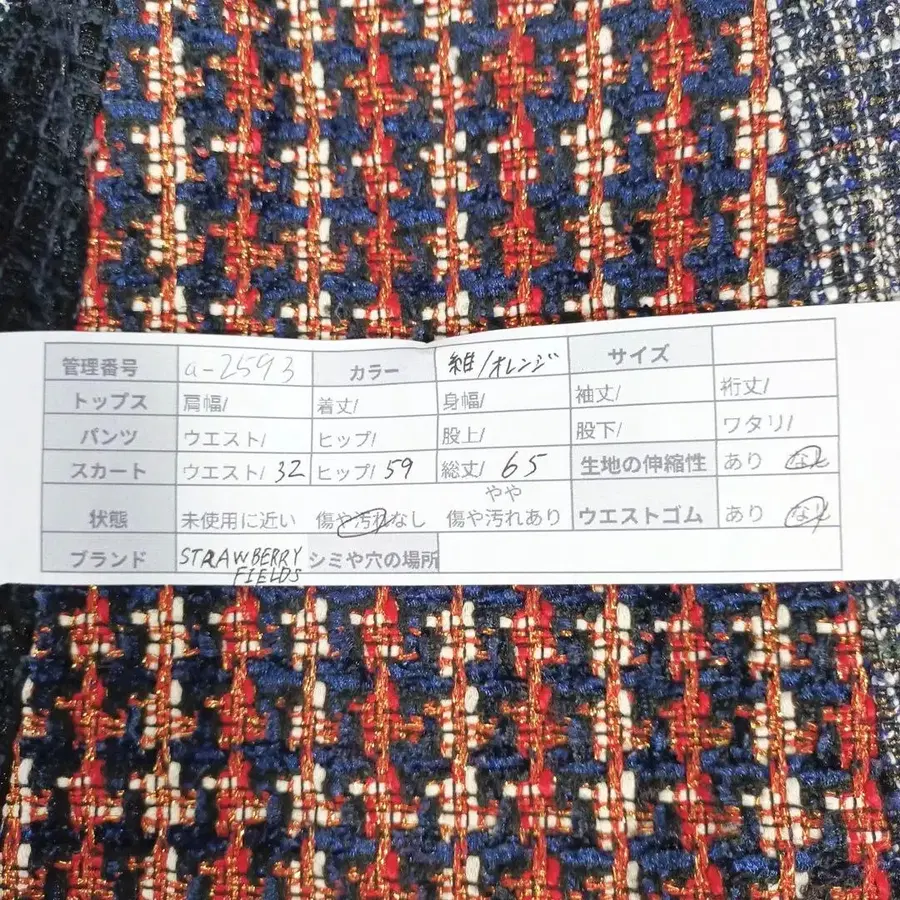 管理番号 a-2593 カラー /オレンジ サイズ
トップス 肩幅/ 着丈/ 身幅/ 袖丈/ 裄丈/
パンツ ウエスト/ ヒップ/ 股上/ 股下/ ワタリ/
スカート ウエスト/ 32 ヒップ/ 59 総丈/ 65 生地の伸縮性 あり なし
状態 未使用に近い 傷や汚れなし やや
傷や汚れあり ウエストゴム あり なし
ブランド STRAWBERRY
FIELDS シミや穴の場所